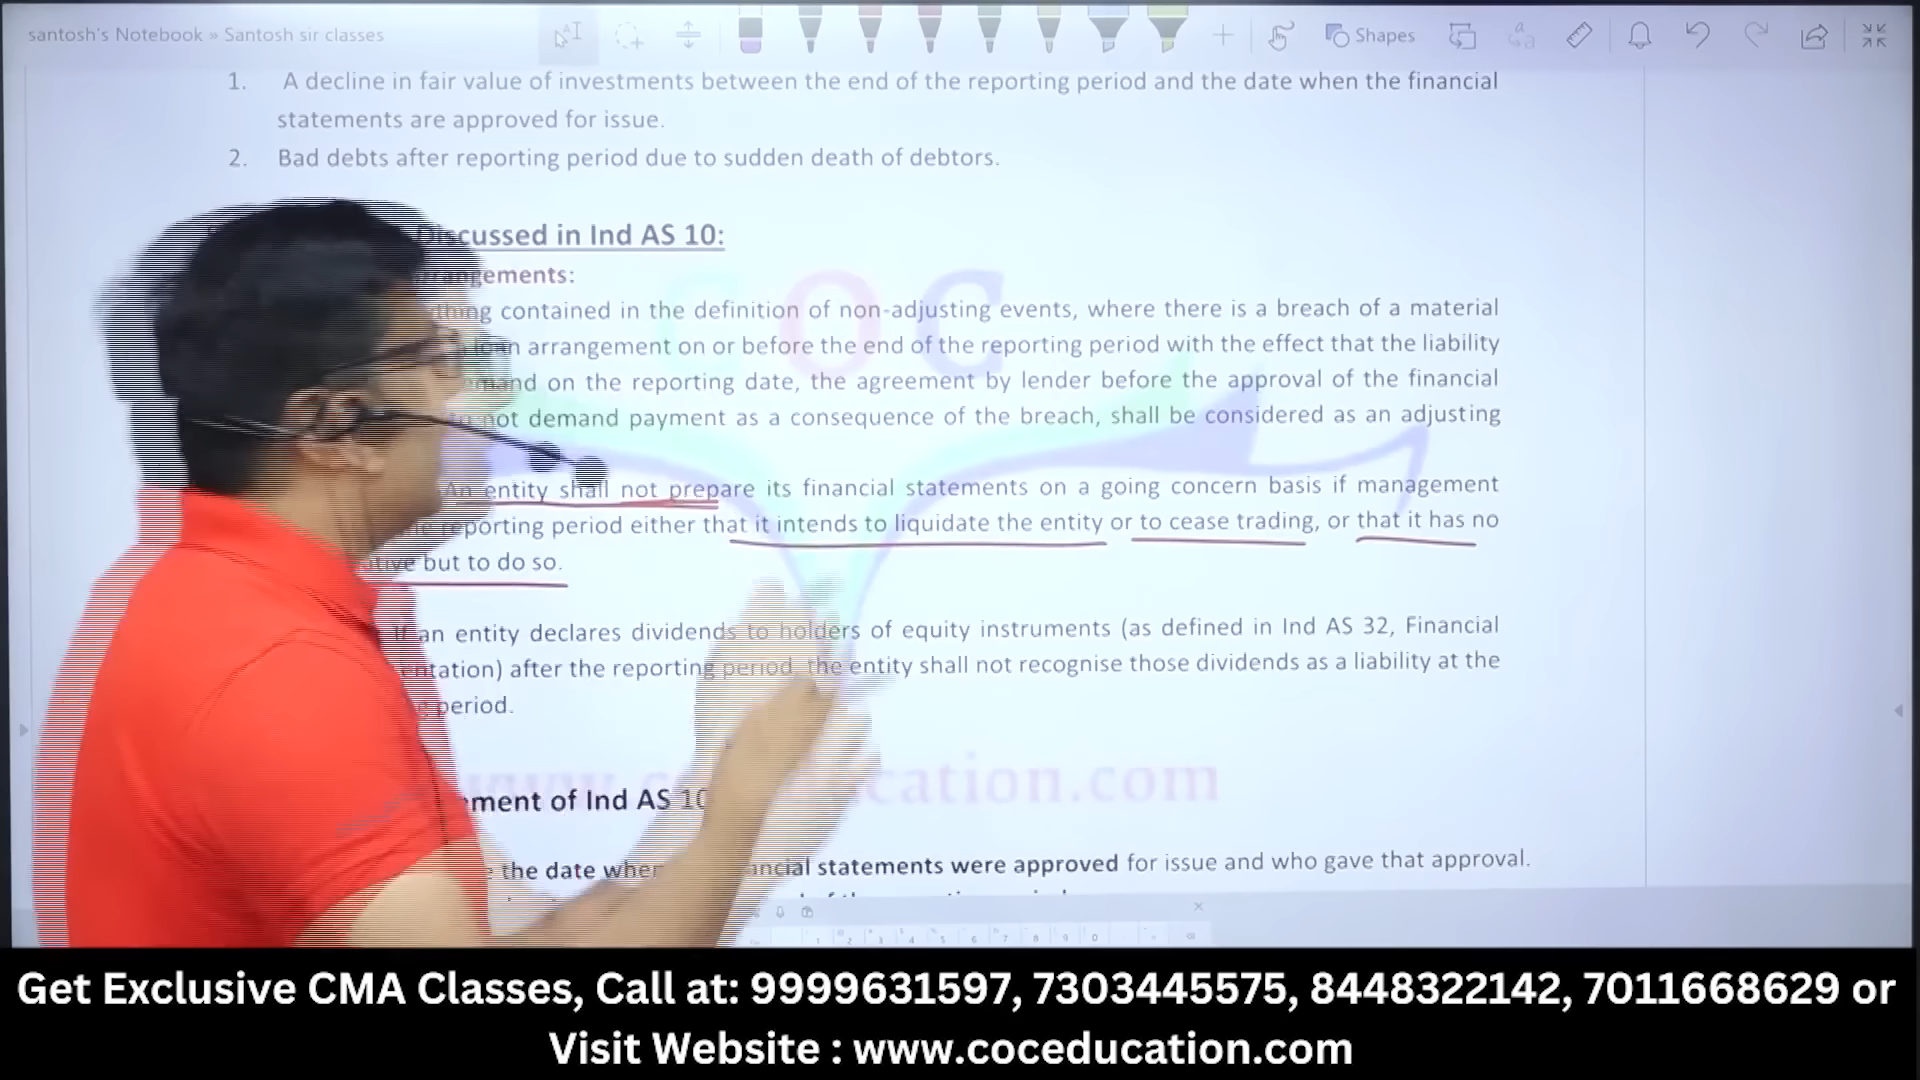 santosh's Notebook » Santosh sir classes
Shapes
1. A decline in fair value of investments between the end of the reporting period and the date when the financial
statements are approved for issue.
2. Bad debts after reporting period due to sudden death of debtors.
Discussed in Ind AS 10:
rangements:
thing contained in the definition of non-adjusting events, where there is a breach of a material
loan arrangement on or before the end of the reporting period with the effect that the liability
mand on the reporting date, the agreement by lender before the approval of the financial
not demand payment as a consequence of the breach, shall be considered as an adjusting
An entity shall not prepare its financial statements on a going concern basis if management
reporting period either that it intends to liquidate the entity or to cease trading, or that it has no
ative but to do so.
If an entity declares dividends to holders of equity instruments (as defined in Ind AS 32, Financial
entation) after the reporting period, the entity shall not recognise those dividends as a liability at the
period.
COC
ucation.com
ment of Ind AS 10
the date when ancial statements were approved for issue and who gave that approval.
Get Exclusive CMA Classes, Call at: 9999631597, 7303445575, 8448322142, 7011668629 or
Visit Website : www.coceducation.com